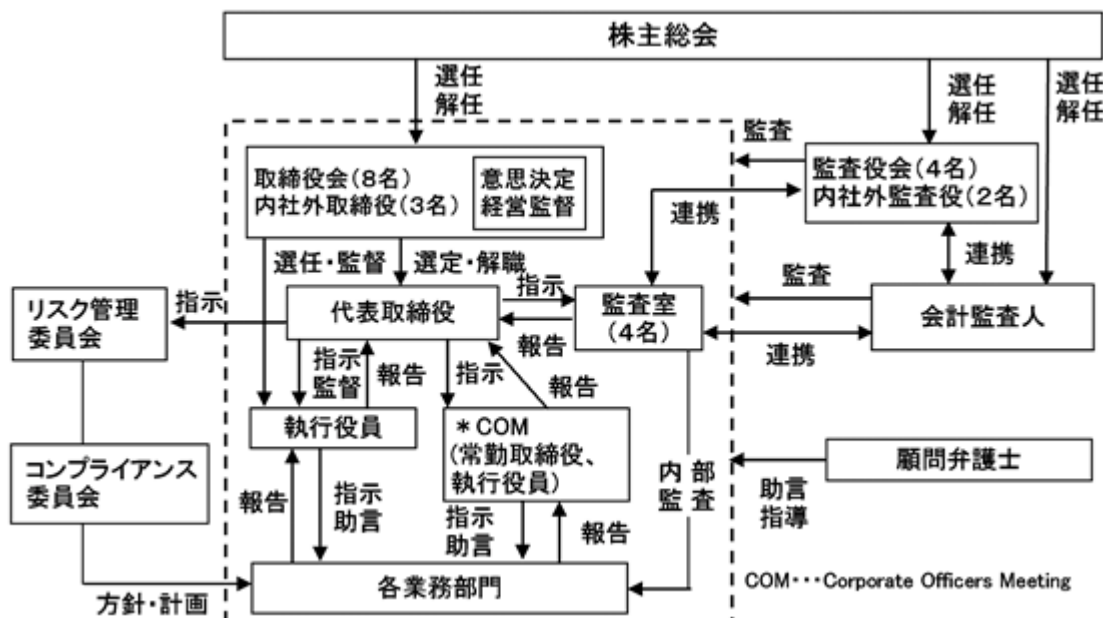 株主総会
選任
解任
選任
解任
選任
解任
監査
取締役会(8名)
内社外取締役(3名)
意思決定
経営監督
監査役会(4名)
内社外監査役(2名)
連携
選任・監督
選定・解職
連携
監査
リスク管理
委員会
指示
代表取締役
指示
監査室
(4名)
会計監査人
報告
連携
指示
監督
報告
指示
報告
執行役員
*COM
(常勤取締役、
執行役員)
コンプライアンス
委員会
内部
監査
顧問弁護士
報告
指示
助言
指示
助言
報告
助言
指導
各業務部門
COM・・・Corporate Officers Meeting
方針・計画